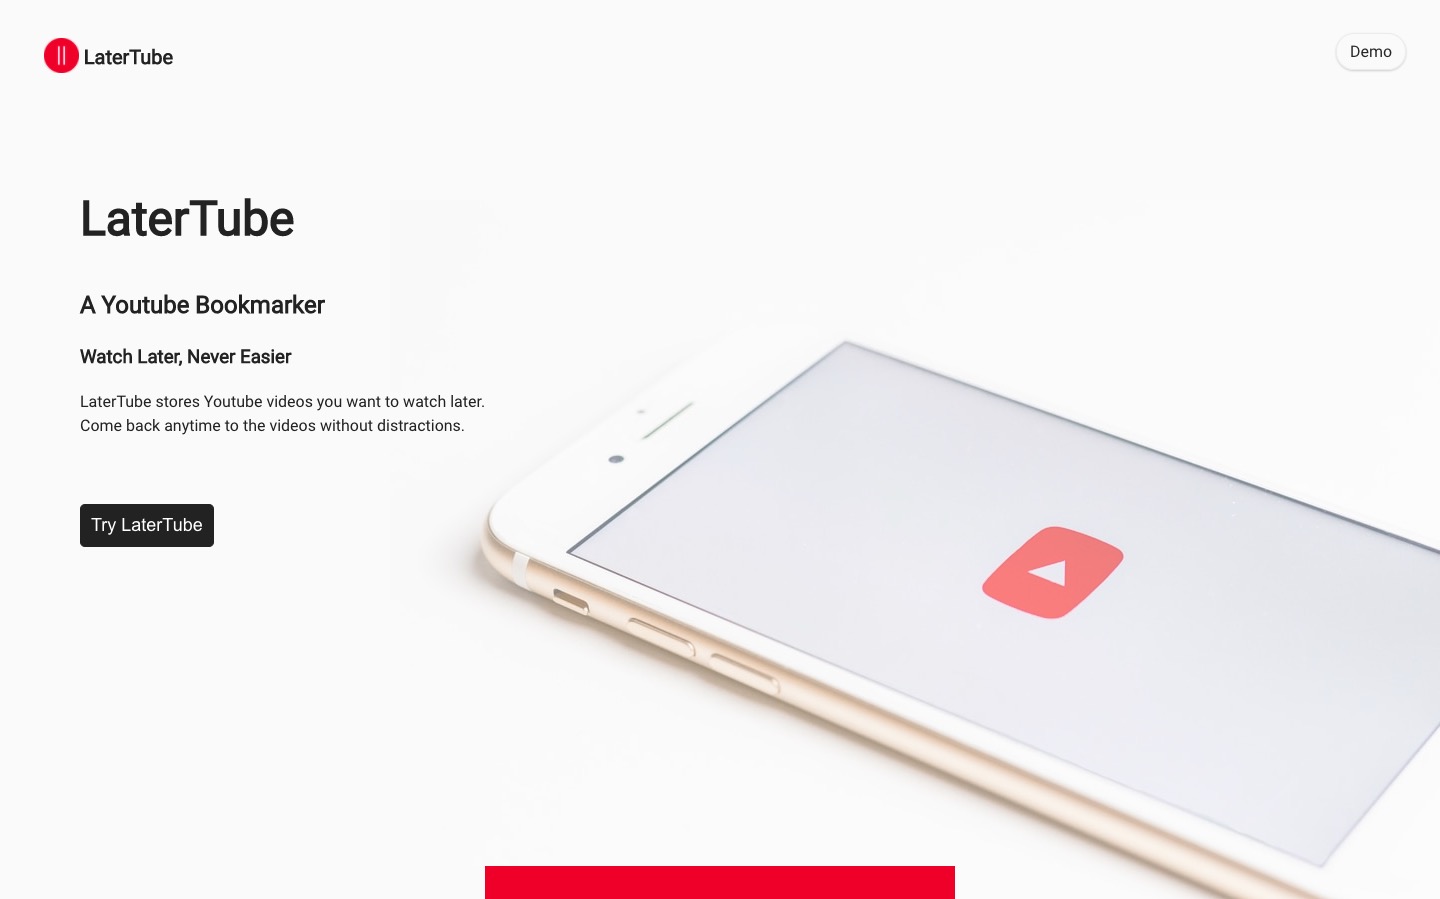 LaterTube
Demo
LaterTube
A Youtube Bookmarker
Watch Later, Never Easier
LaterTube stores Youtube videos you want to watch later.
Come back anytime to the videos without distractions.
Try LaterTube